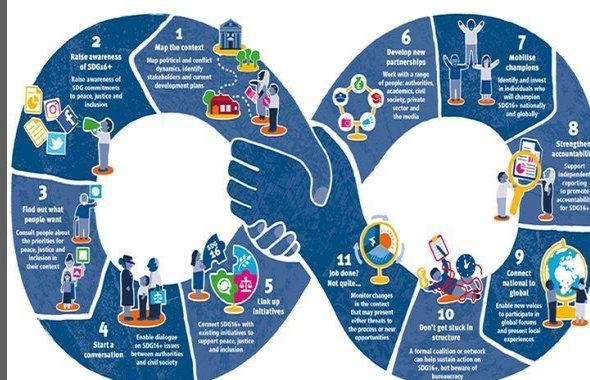 1
Map the context
Map political and conflict
dynamics, identify
stakeholders and current
development plans
2
Raise awareness
of SDG16+
Raise awareness of
SDG commitments
to peace, justice and
inclusion
3
Find out what
people want
Consult people about
the priorities for
peace, justice and
inclusion in
their context
4
Start a
conversation
Enable dialogue
on SDG16+ issues
between authorities
and civil society
SDG
16
5
Link up
initiatives
Connect SDG16+ with
existing initiatives to
support peace, justice
and inclusion
6
Develop new
partnerships
Work with a range
of people: authorities,
academics, civil
society, private
sector and
the media
7
Mobilise
champions
Identify and invest
in individuals who
will champion
SDG16+ nationally
and globally
8
Strengthen
accountabilit
Support
independent
reporting
to promote
accountabilit
for SDG16+
9
Connect
national to
global
Enable new voices
to participate in
global forums
and present local
experiences
10
Don't get stuck in
structure
A formal coalition or network
can help sustain action on
SDG16+, but beware of
bureaucracy
11
Job done?
Not quite...
Monitor changes
in the context
that may present
either threats to
the process or new
opportunities